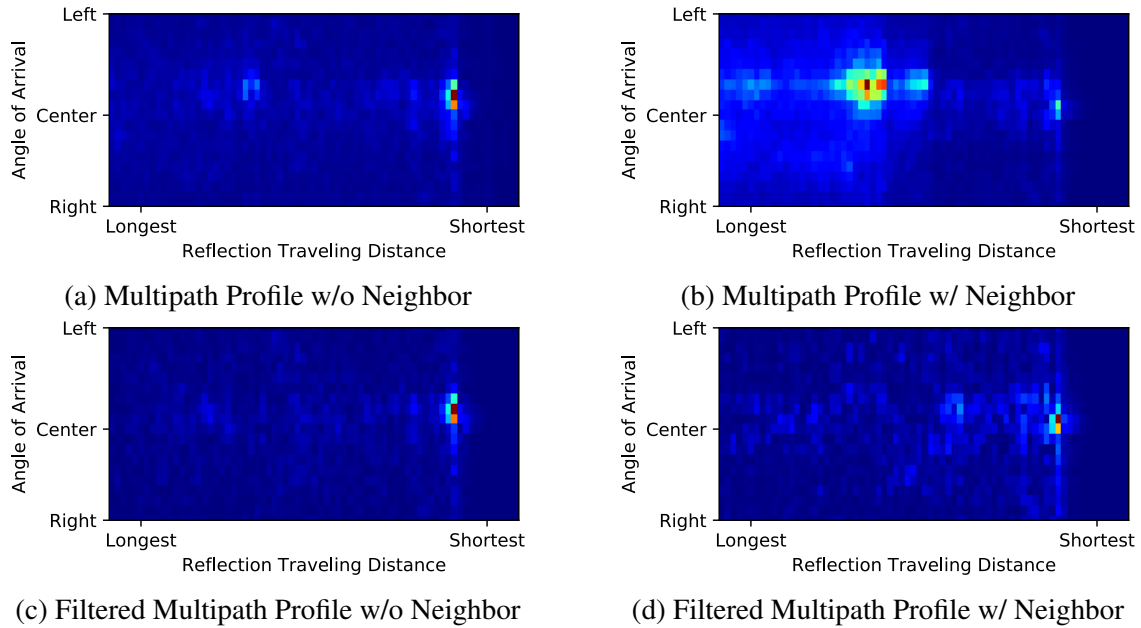 Left
Center
Right
Angle of Arrival
Longest
Shortest
Reflection Traveling Distance
(a) Multipath Profile w/o Neighbor
Left
Center
Right
Angle of Arrival
Longest
Shortest
Reflection Traveling Distance
(b) Multipath Profile w/ Neighbor
Left
Center
Right
Angle of Arrival
Longest
Shortest
Reflection Traveling Distance
(c) Filtered Multipath Profile w/o Neighbor
Left
Center
Right
Angle of Arrival
Longest
Shortest
Reflection Traveling Distance
(d) Filtered Multipath Profile w/ Neighbor